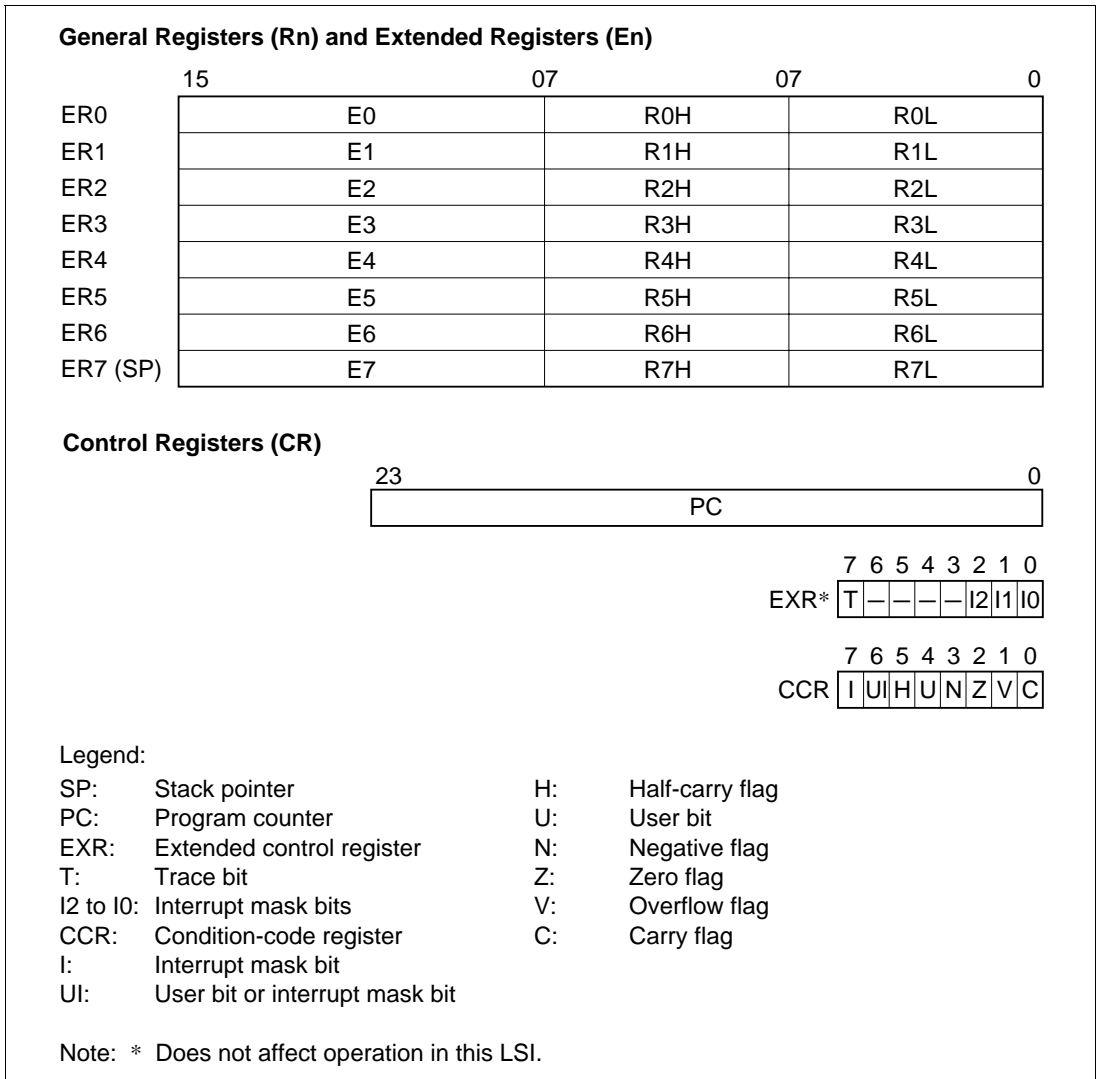 General Registers (Rn) and Extended Registers (En)
15 07 07 0
ER0 E0 R0H R0L
ER1 E1 R1H R1L
ER2 E2 R2H R2L
ER3 E3 R3H R3L
ER4 E4 R4H R4L
ER5 E5 R5H R5L
ER6 E6 R6H R6L
ER7 (SP) E7 R7H R7L
Control Registers (CR)
23 0
PC
7 6 5 4 3 2 1 0
EXR* T — — — — I2 I1 I0
7 6 5 4 3 2 1 0
CCR I UI H U N Z V C
Legend:
SP: Stack pointer H: Half-carry flag
PC: Program counter U: User bit
EXR: Extended control register N: Negative flag
T: Trace bit Z: Zero flag
I2 to I0: Interrupt mask bits V: Overflow flag
CCR: Condition-code register C: Carry flag
I: Interrupt mask bit
UI: User bit or interrupt mask bit
Note: * Does not affect operation in this LSI.